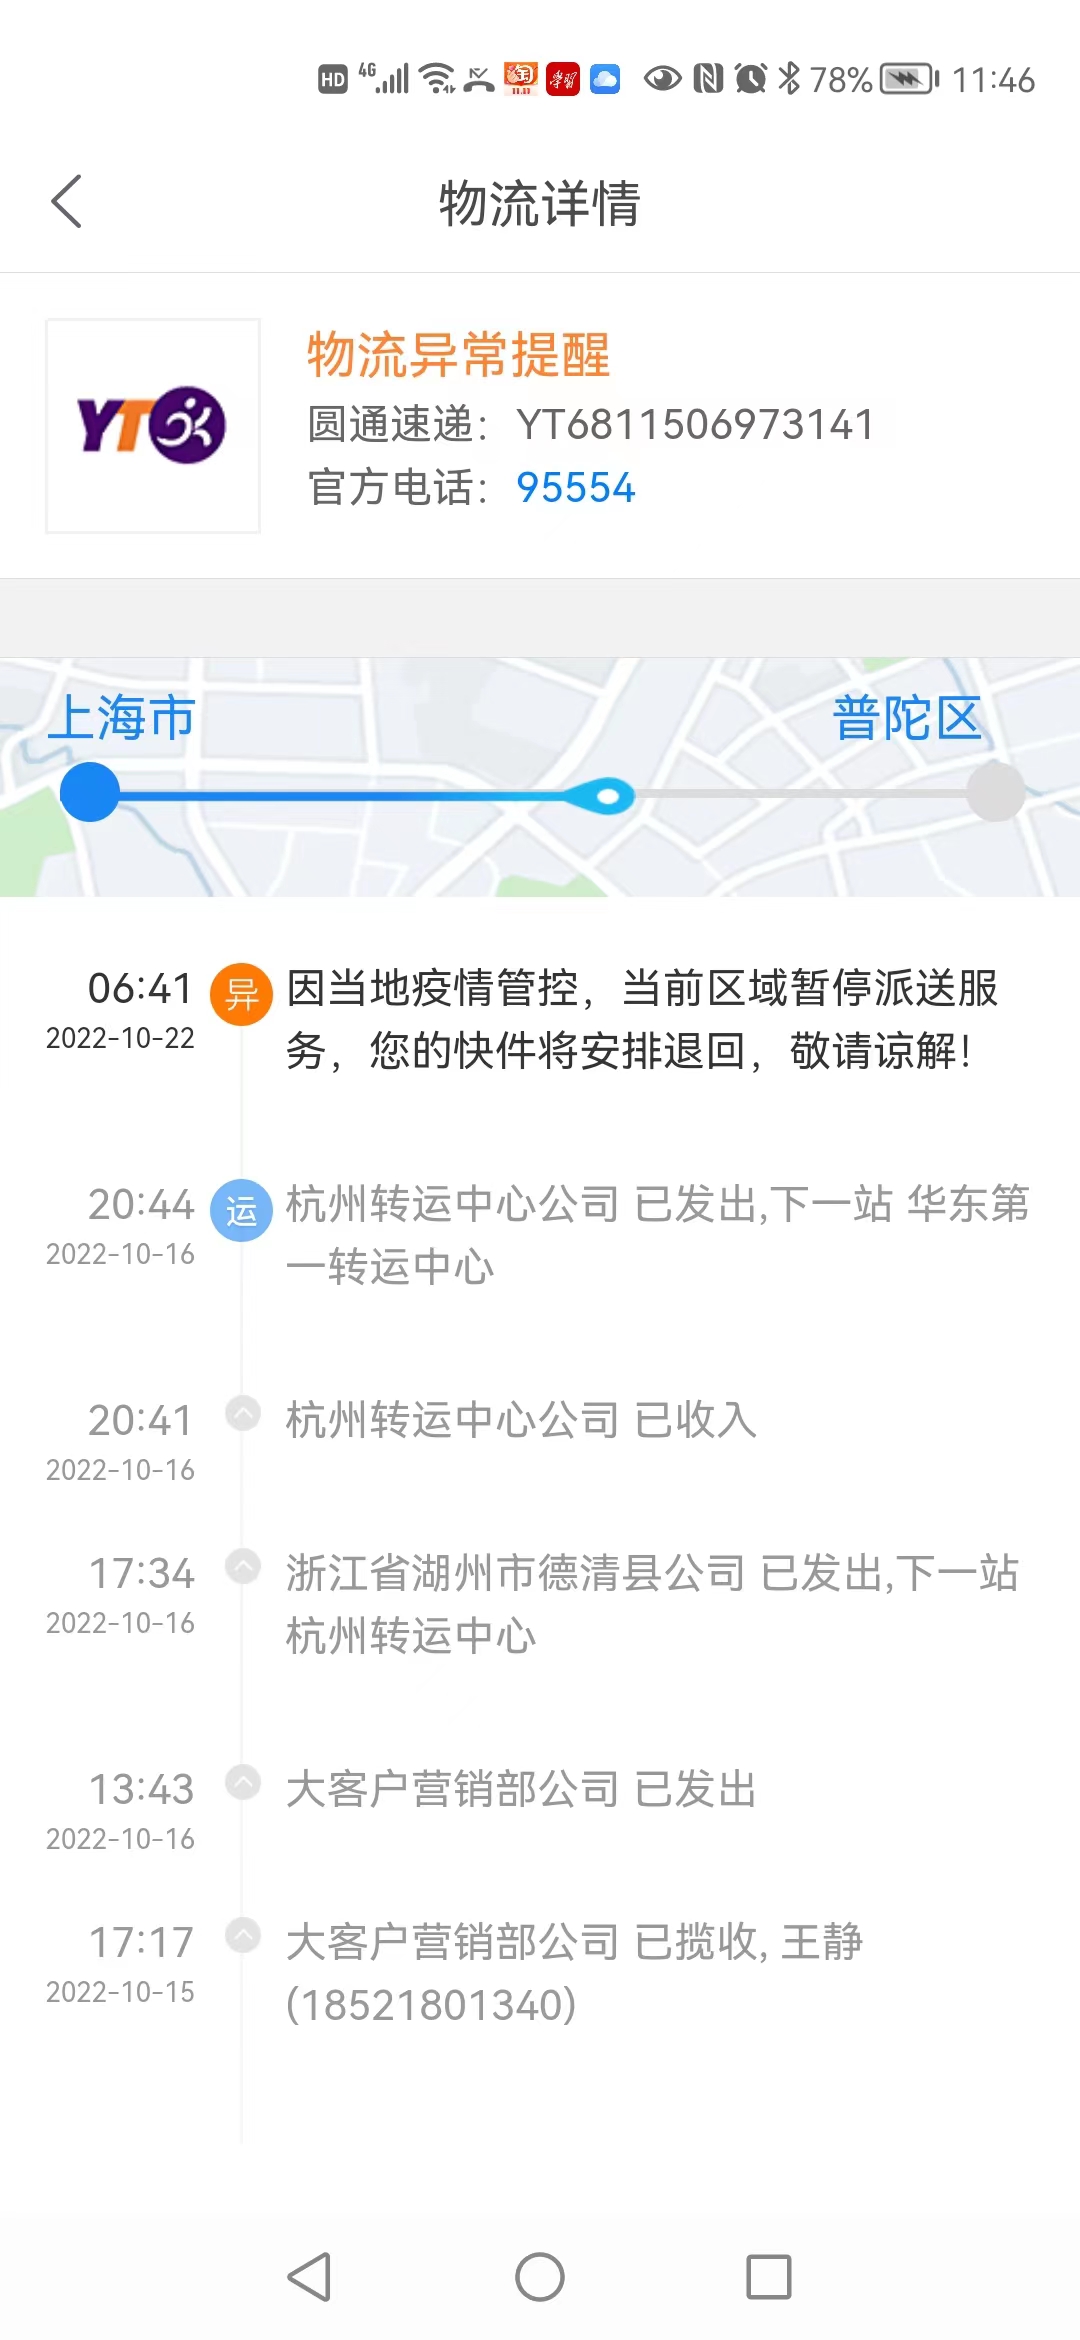 HD 4G 淘 11.11 学习 78% 11:46
物流详情
物流异常提醒
YTO
圆通速递：YT6811506973141
官方电话：95554
上海市 普陀区
06:41 异 因当地疫情管控，当前区域暂停派送服
2022-10-22 务，您的快件将安排退回，敬请谅解！
20:44 运 杭州转运中心公司 已发出,下一站 华东第
2022-10-16 一转运中心
20:41 杭州转运中心公司 已收入
2022-10-16
17:34 浙江省湖州市德清县公司 已发出,下一站
2022-10-16 杭州转运中心
13:43 大客户营销部公司 已发出
2022-10-16
17:17 大客户营销部公司 已揽收, 王静
2022-10-15 (18521801340)